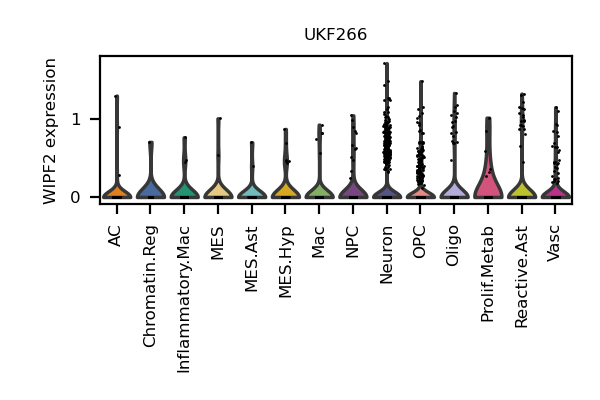 UKF266
WIPF2 expression
1
0
AC
Chromatin.Reg
Inflammatory.Mac
MES
MES.Ast
MES.Hyp
Mac
NPC
Neuron
OPC
Oligo
Prolif.Metab
Reactive.Ast
Vasc